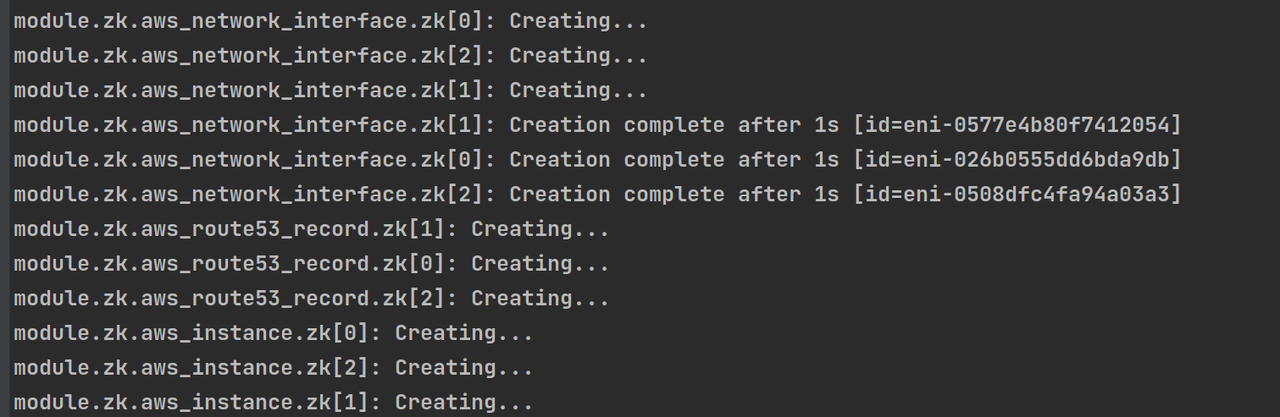 module.zk.aws_network_interface.zk[0]: Creating...
module.zk.aws_network_interface.zk[2]: Creating...
module.zk.aws_network_interface.zk[1]: Creating...
module.zk.aws_network_interface.zk[1]: Creation complete after 1s [id=eni-0577e4b80f7412054]
module.zk.aws_network_interface.zk[0]: Creation complete after 1s [id=eni-026b0555dd6bda9db]
module.zk.aws_network_interface.zk[2]: Creation complete after 1s [id=eni-0508dfc4fa94a03a3]
module.zk.aws_route53_record.zk[1]: Creating...
module.zk.aws_route53_record.zk[0]: Creating...
module.zk.aws_route53_record.zk[2]: Creating...
module.zk.aws_instance.zk[0]: Creating...
module.zk.aws_instance.zk[2]: Creating...
module.zk.aws_instance.zk[1]: Creating...